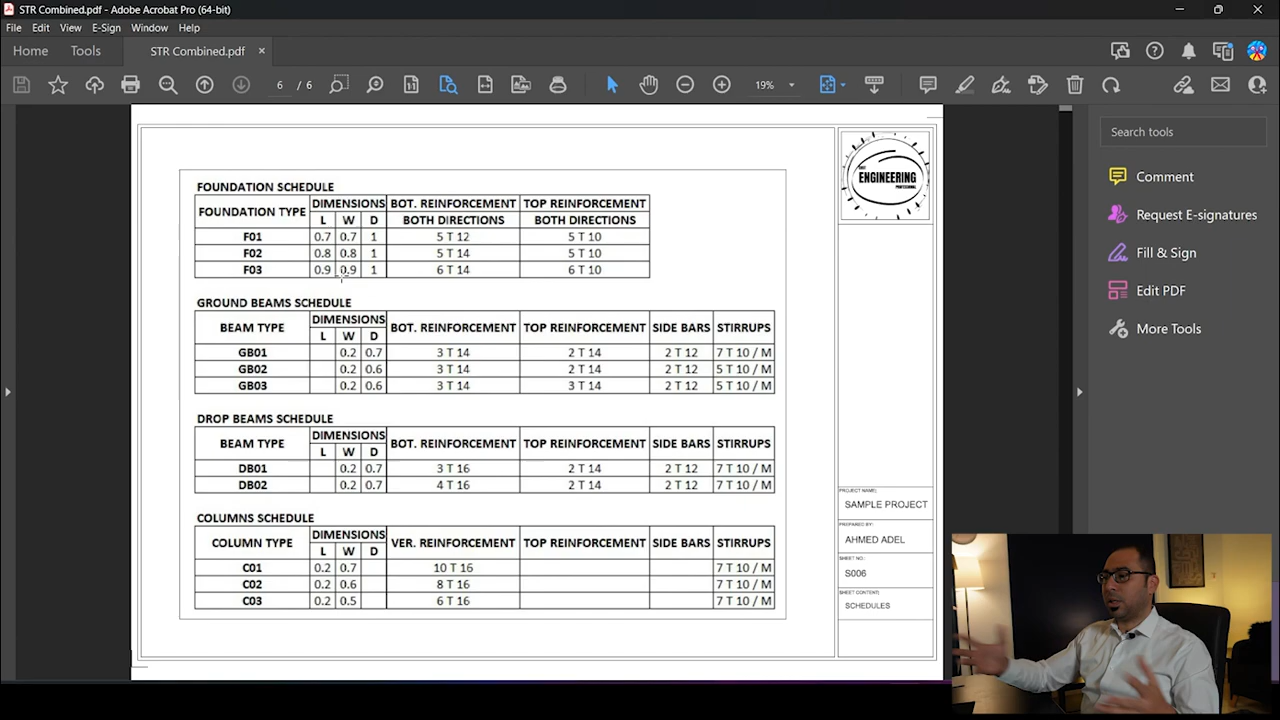 STR Combined.pdf - Adobe Acrobat Pro (64-bit)
File Edit View E-Sign Window Help
Home Tools STR Combined.pdf ×
6 / 6 19%
FOUNDATION SCHEDULE
FOUNDATION TYPE DIMENSIONS BOT. REINFORCEMENT TOP REINFORCEMENT
L W D BOTH DIRECTIONS BOTH DIRECTIONS
F01 0.7 0.7 1 5 T 12 5 T 10
F02 0.8 0.8 1 5 T 14 5 T 10
F03 0.9 0.9 1 6 T 14 6 T 10
GROUND BEAMS SCHEDULE
BEAM TYPE DIMENSIONS BOT. REINFORCEMENT TOP REINFORCEMENT SIDE BARS STIRRUPS
L W D
GB01 0.2 0.7 3 T 14 2 T 14 2 T 12 7 T 10 / M
GB02 0.2 0.6 3 T 14 2 T 14 2 T 12 5 T 10 / M
GB03 0.2 0.6 3 T 14 3 T 14 2 T 12 5 T 10 / M
DROP BEAMS SCHEDULE
BEAM TYPE DIMENSIONS BOT. REINFORCEMENT TOP REINFORCEMENT SIDE BARS STIRRUPS
L W D
DB01 0.2 0.7 3 T 16 2 T 14 2 T 12 7 T 10 / M
DB02 0.2 0.7 4 T 16 2 T 14 2 T 12 7 T 10 / M
COLUMNS SCHEDULE
COLUMN TYPE DIMENSIONS VER. REINFORCEMENT TOP REINFORCEMENT SIDE BARS STIRRUPS
L W D
C01 0.2 0.7 10 T 16 7 T 10 / M
C02 0.2 0.6 8 T 16 7 T 10 / M
C03 0.2 0.5 6 T 16 7 T 10 / M
ENGINEERING
PROFESSIONAL
PROJECT NAME:
SAMPLE PROJECT
PREPARED BY:
AHMED ADEL
SHEET NO:
S006
SHEET CONTENT:
SCHEDULES
Search tools
Comment
Request E-signatures
Fill & Sign
Edit PDF
More Tools